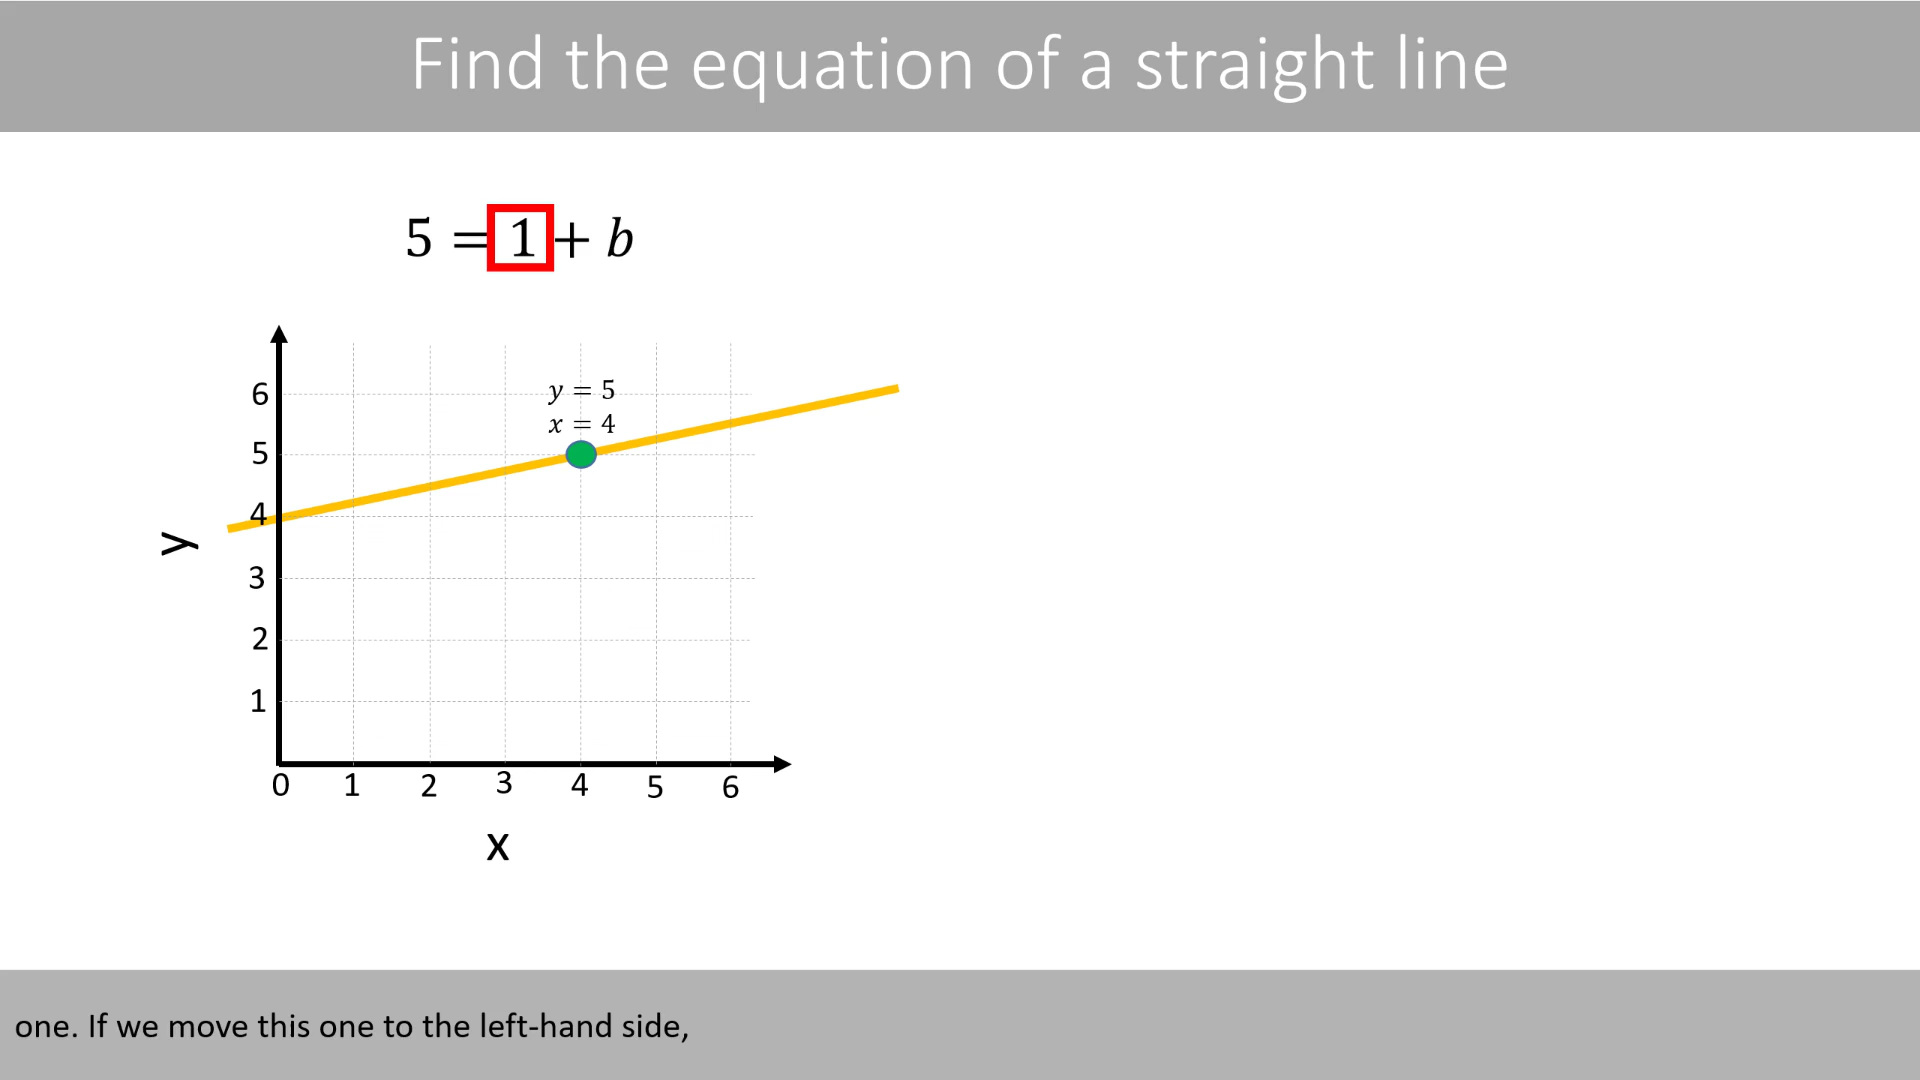 Find the equation of a straight line
5 = 1 + b
y = 5
x = 4
6
5
4
3
2
1
y
0 1 2 3 4 5 6
x
one. If we move this one to the left-hand side,